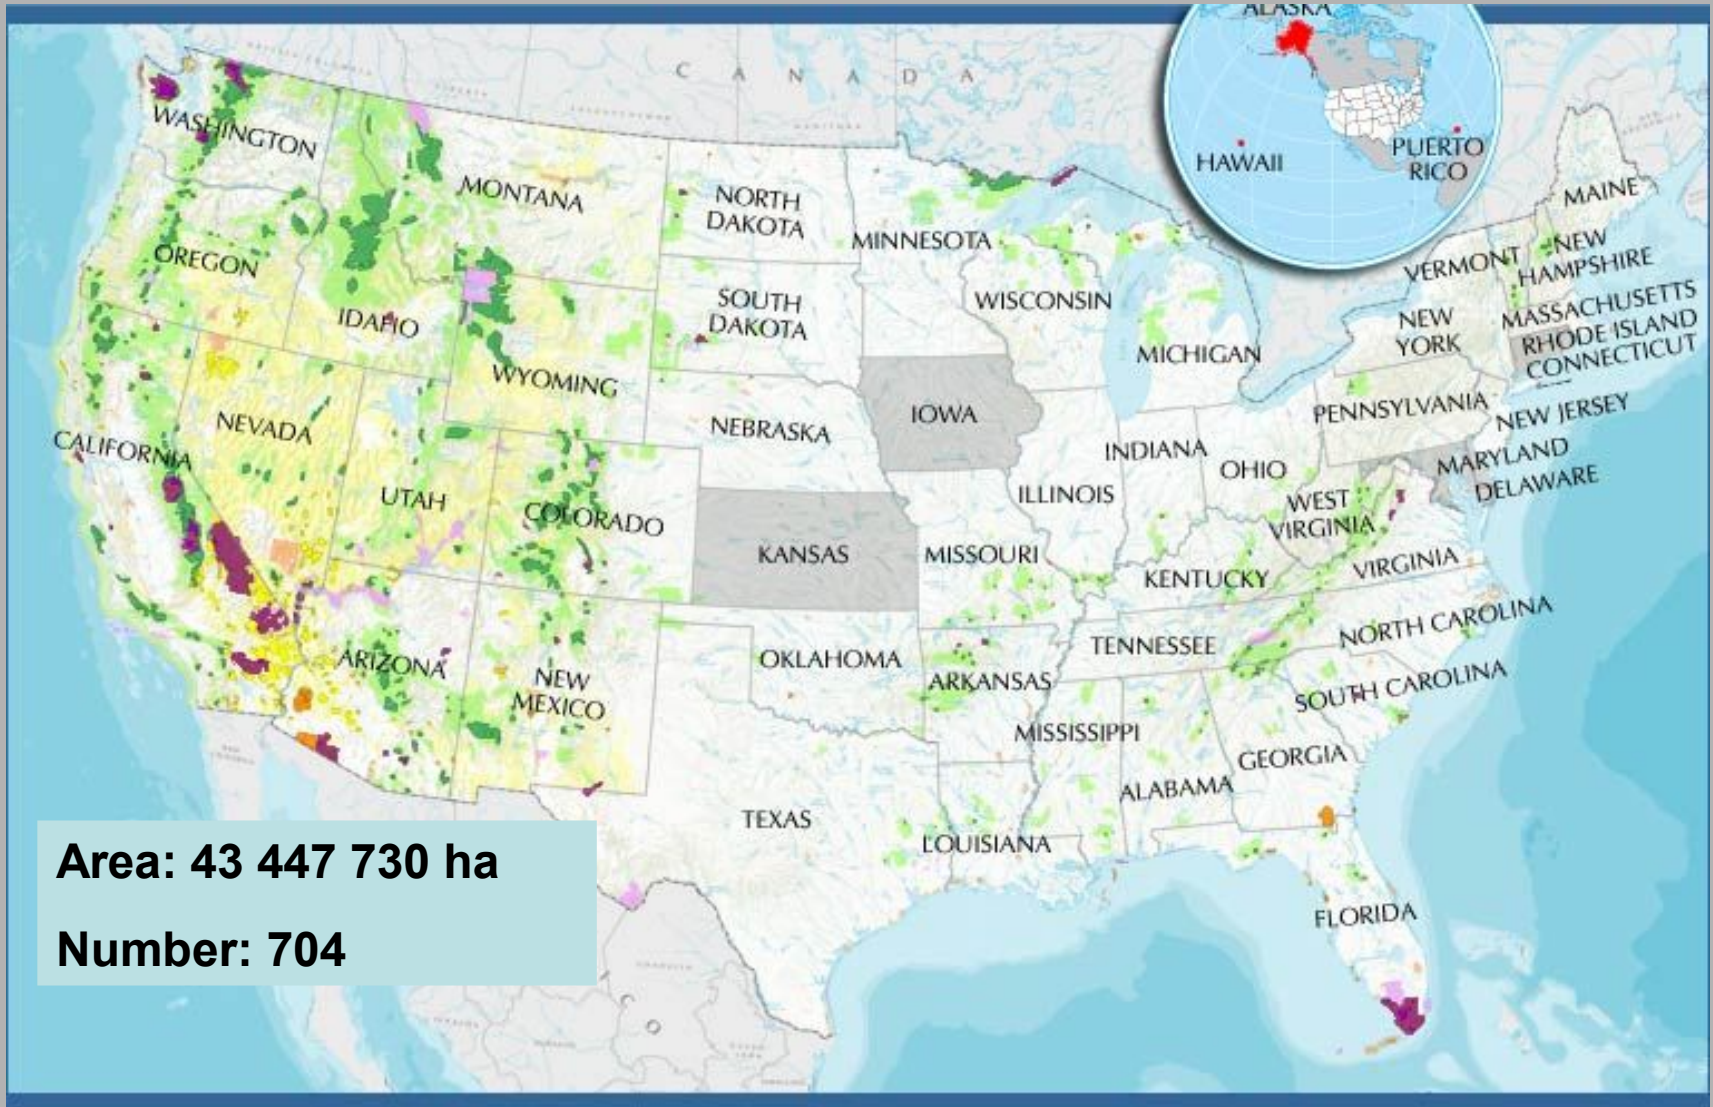 ALASKA
CANADA
HAWAII
PUERTO
RICO
WASHINGTON
MONTANA
NORTH
DAKOTA
MINNESOTA
MAINE
OREGON
IDAHO
SOUTH
DAKOTA
WISCONSIN
MICHIGAN
VERMONT
NEW
HAMPSHIRE
NEW
YORK
MASSACHUSETTS
RHODE ISLAND
CONNECTICUT
WYOMING
NEVADA
NEBRASKA
IOWA
PENNSYLVANIA
NEW JERSEY
CALIFORNIA
UTAH
COLORADO
ILLINOIS
INDIANA
OHIO
WEST
VIRGINIA
MARYLAND
DELAWARE
KANSAS
MISSOURI
KENTUCKY
VIRGINIA
ARIZONA
NEW
MEXICO
OKLAHOMA
ARKANSAS
TENNESSEE
NORTH CAROLINA
SOUTH CAROLINA
MISSISSIPPI
ALABAMA
GEORGIA
TEXAS
LOUISIANA
FLORIDA
Area: 43 447 730 ha
Number: 704